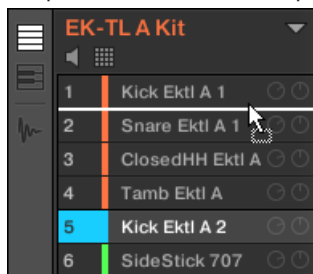 EK-TL A Kit
1 Kick Ektl A 1
2 Snare Ektl A 1
3 ClosedHH Ektl A
4 Tamb Ektl A
5 Kick Ektl A 2
6 SideStick 707